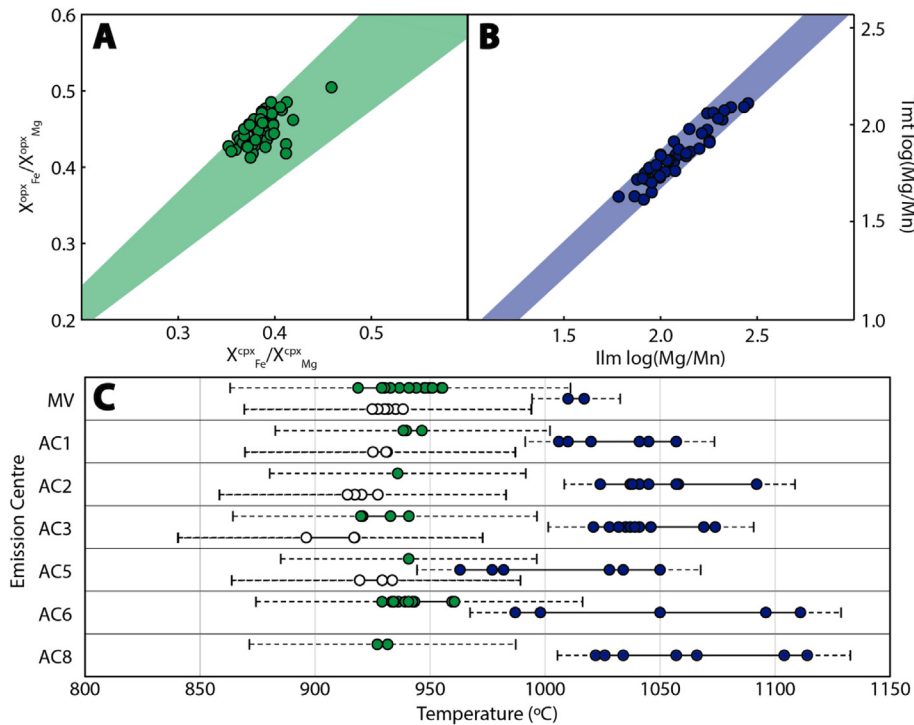 A
B
0.6
0.5
0.4
0.3
0.2
X^opx_Fe/X^opx_Mg
0.3
0.4
0.5
X^cpx_Fe/X^cpx_Mg
1.5
2.0
2.5
Ilm log(Mg/Mn)
2.5
2.0
1.5
1.0
Imt log(Mg/Mn)
C
MV
AC1
AC2
AC3
AC5
AC6
AC8
Emission Centre
800
850
900
950
1000
1050
1100
1150
Temperature (ºC)